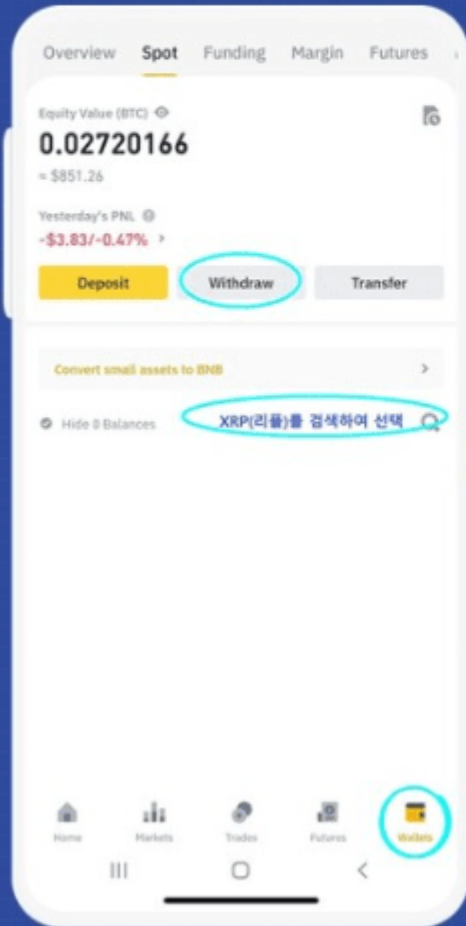 Overview Spot Funding Margin Futures
Equity Value (BTC)
0.02720166
≈ $851.26
Yesterday's PNL
-$3.83/-0.47% >
Deposit Withdraw Transfer
Convert small assets to BNB >
Hide 0 Balances XRP(리플)를 검색하여 선택
Home Markets Trades Futures Wallets